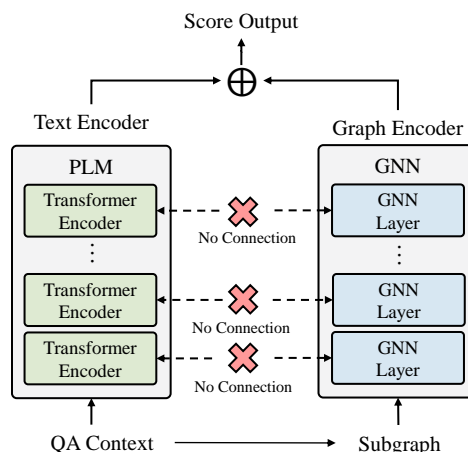 Score Output
Text Encoder
Graph Encoder
PLM
GNN
Transformer
Encoder
No Connection
GNN
Layer
Transformer
Encoder
No Connection
GNN
Layer
Transformer
Encoder
No Connection
GNN
Layer
QA Context
Subgraph